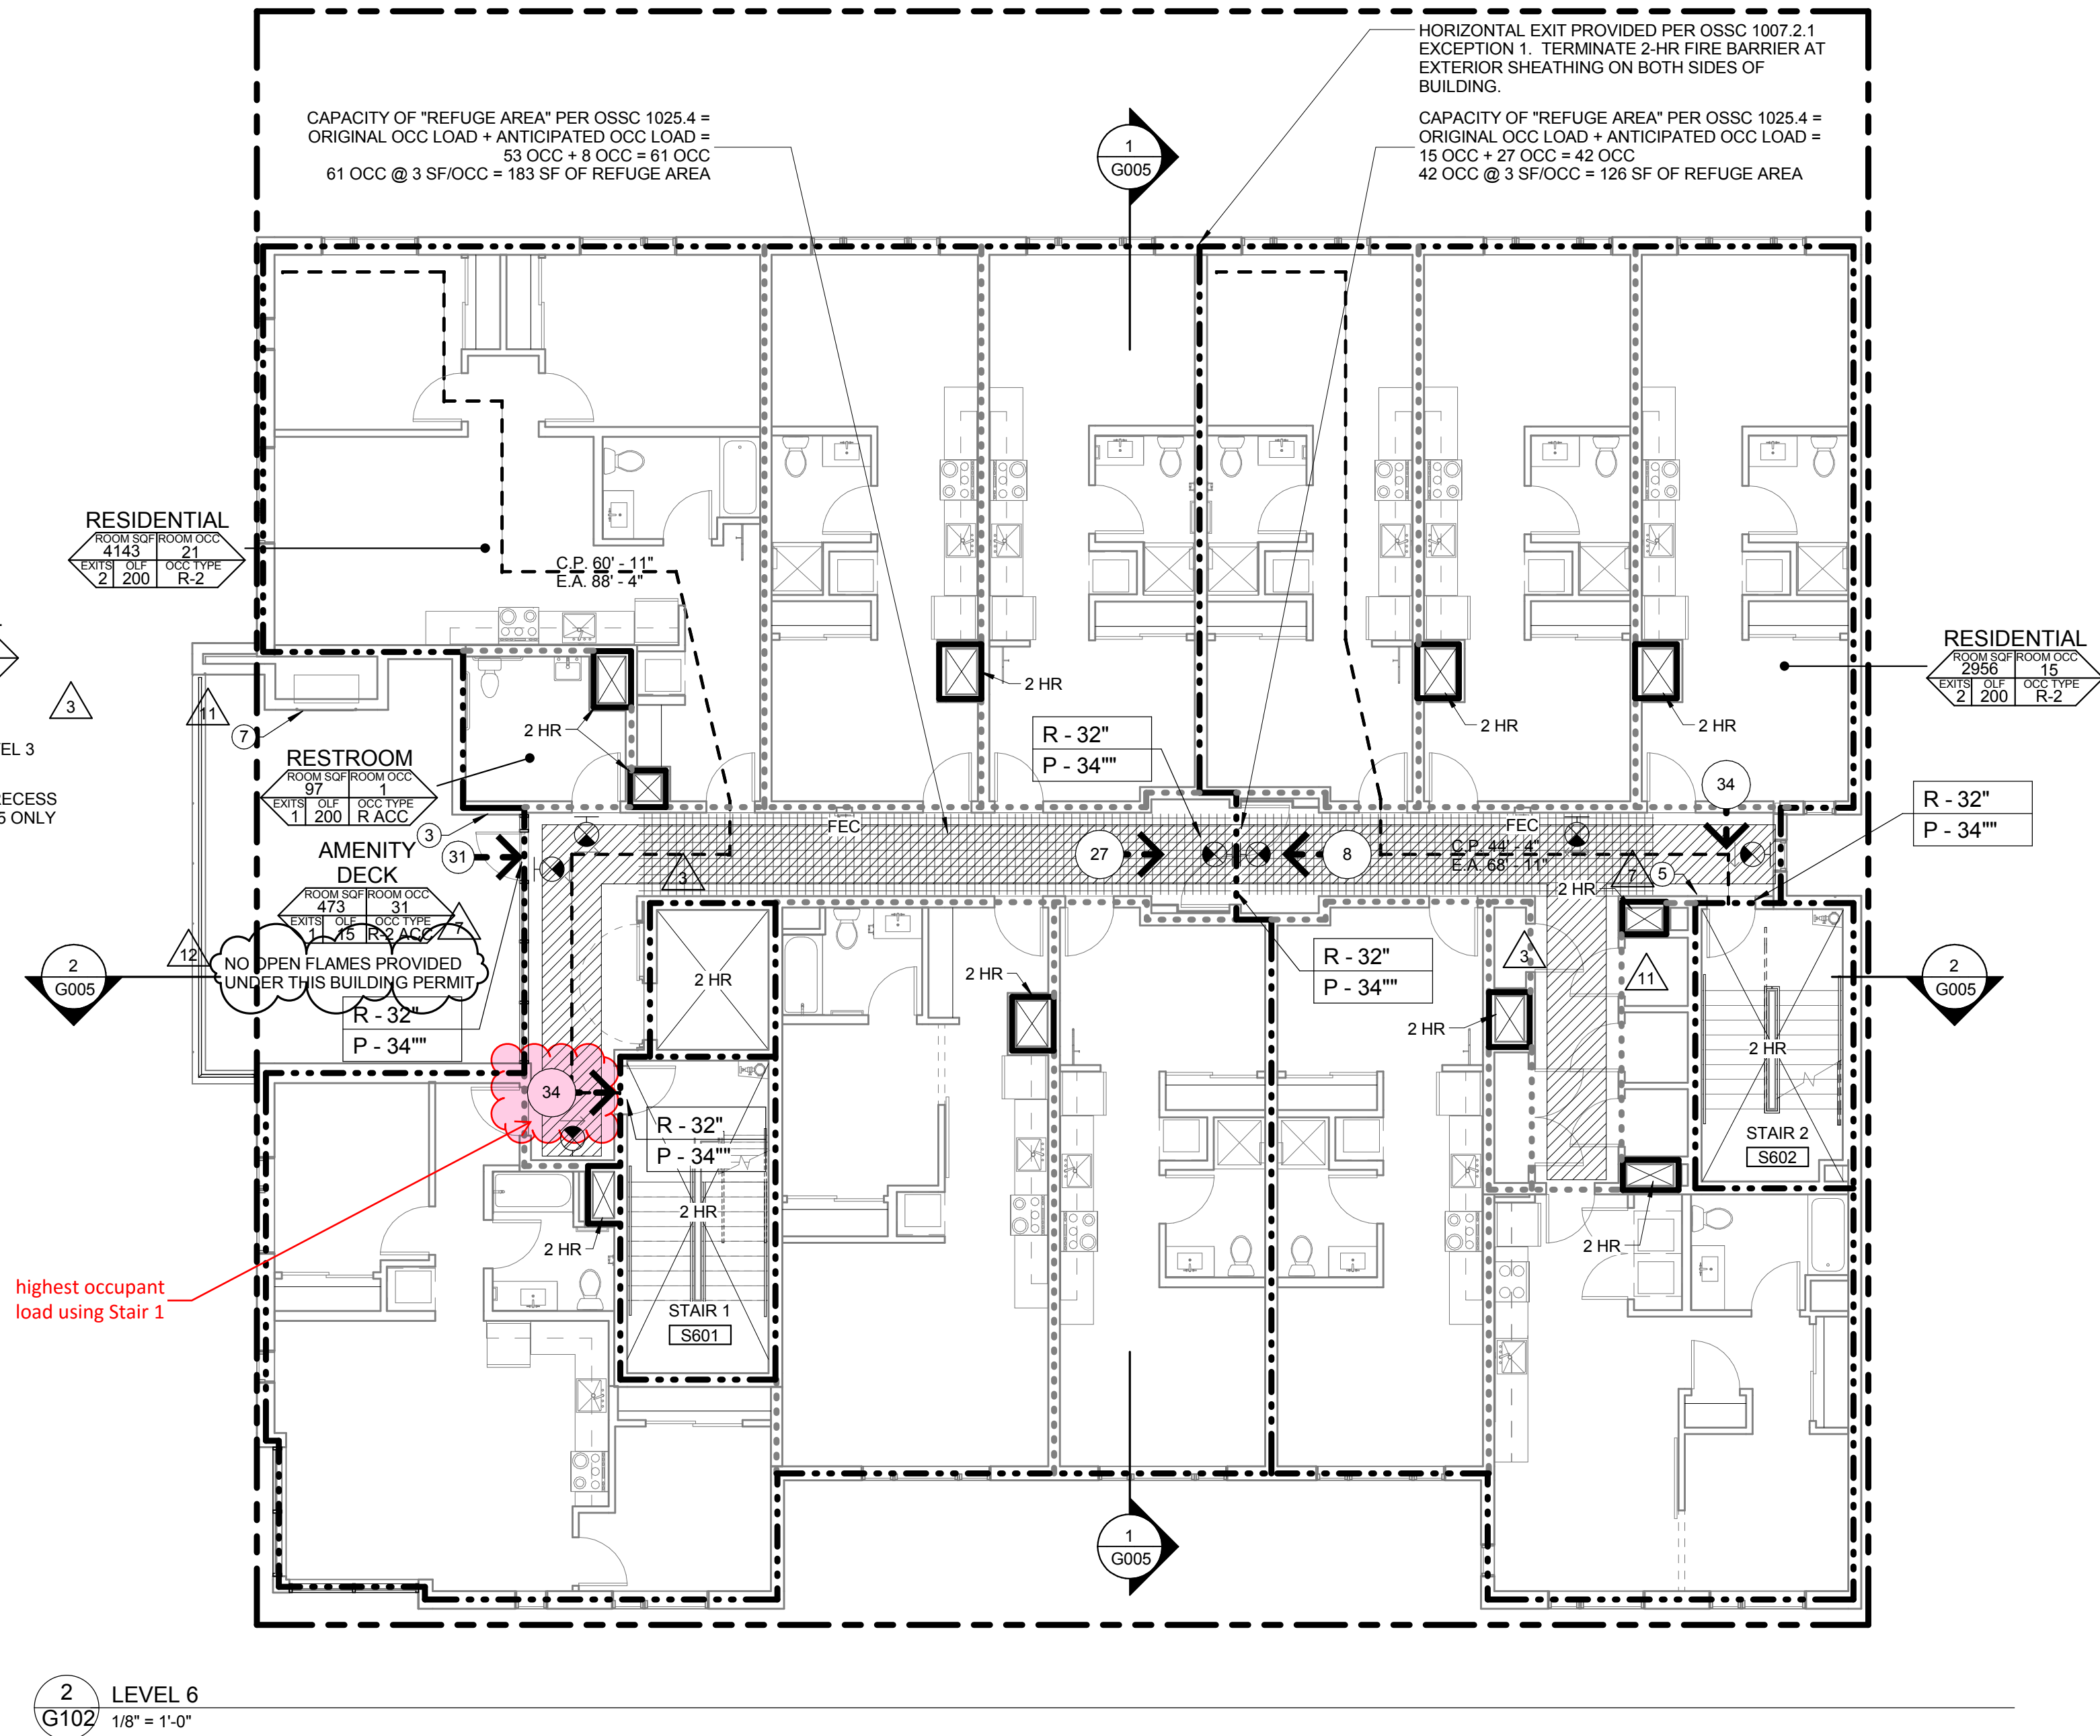 HORIZONTAL EXIT PROVIDED PER OSSC 1007.2.1
EXCEPTION 1.  TERMINATE 2-HR FIRE BARRIER AT
EXTERIOR SHEATHING ON BOTH SIDES OF
BUILDING.
CAPACITY OF "REFUGE AREA" PER OSSC 1025.4 =
ORIGINAL OCC LOAD + ANTICIPATED OCC LOAD =
53 OCC + 8 OCC = 61 OCC
61 OCC @ 3 SF/OCC = 183 SF OF REFUGE AREA
CAPACITY OF "REFUGE AREA" PER OSSC 1025.4 =
ORIGINAL OCC LOAD + ANTICIPATED OCC LOAD =
15 OCC + 27 OCC = 42 OCC
42 OCC @ 3 SF/OCC = 126 SF OF REFUGE AREA
1
G005
RESIDENTIAL
ROOM SQF ROOM OCC
4143 21
EXITS OLF OCC TYPE
2 200 R-2
C.P. 60' - 11"
E.A. 88' - 4"
RESIDENTIAL
ROOM SQF ROOM OCC
2956 15
EXITS OLF OCC TYPE
2 200 R-2
3
11
7
EL 3
RECESS
5 ONLY
2 HR
2 HR
2 HR
2 HR
R - 32"
P - 34""
RESTROOM
ROOM SQF ROOM OCC
97 1
EXITS OLF OCC TYPE
1 200 R ACC
34
R - 32"
P - 34""
3
31
FEC
FEC
27
8
C.P. 44' - 4"
E.A. 68' - 11"
3
7
5
2 HR
AMENITY
DECK
ROOM SQF ROOM OCC
473 31
EXITS OLF OCC TYPE
1 15 R-2 ACC
7
12
NO OPEN FLAMES PROVIDED
UNDER THIS BUILDING PERMIT
2
G005
R - 32"
P - 34""
2 HR
2 HR
R - 32"
P - 34""
3
11
2 HR
2 HR
2
G005
34
R - 32"
P - 34""
STAIR 2
S602
2 HR
2 HR
2 HR
highest occupant
load using Stair 1
STAIR 1
S601
1
G005
2
G102
LEVEL 6
1/8" = 1'-0"